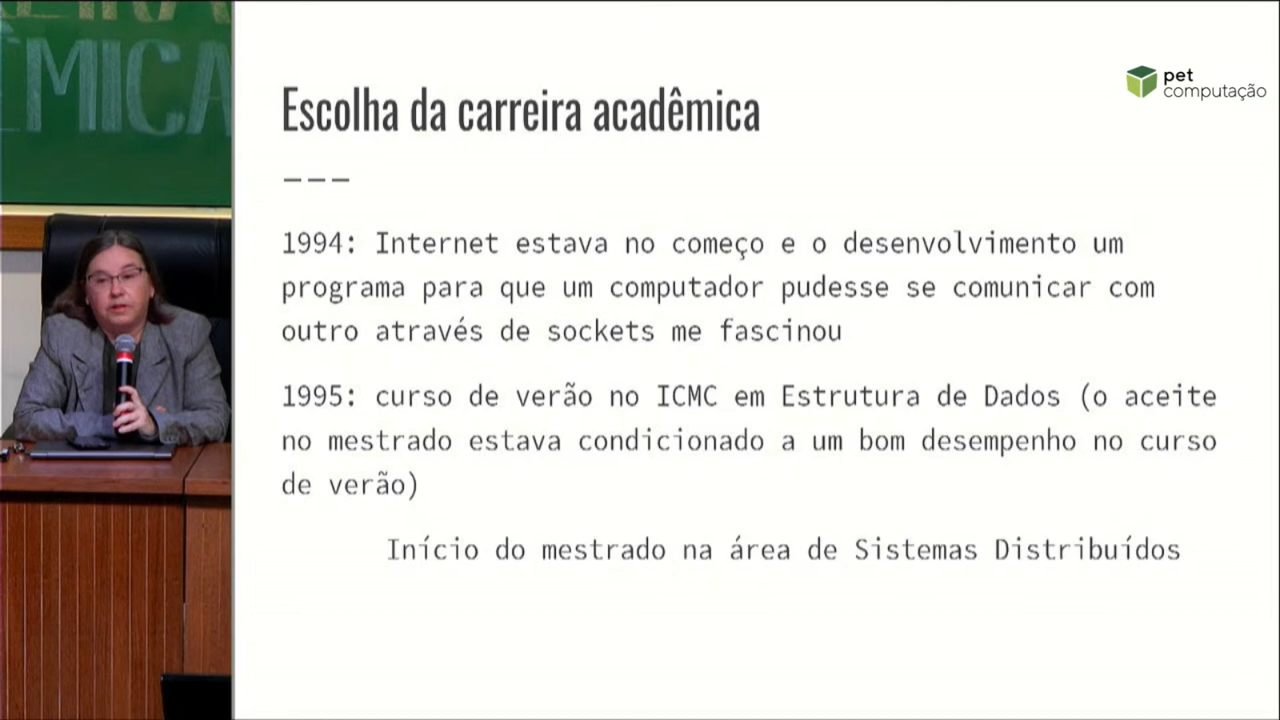 MICA
pet
computação
Escolha da carreira acadêmica
---
1994: Internet estava no começo e o desenvolvimento um
programa para que um computador pudesse se comunicar com
outro através de sockets me fascinou
1995: curso de verão no ICMC em Estrutura de Dados (o aceite
no mestrado estava condicionado a um bom desempenho no curso
de verão)
Início do mestrado na área de Sistemas Distribuídos